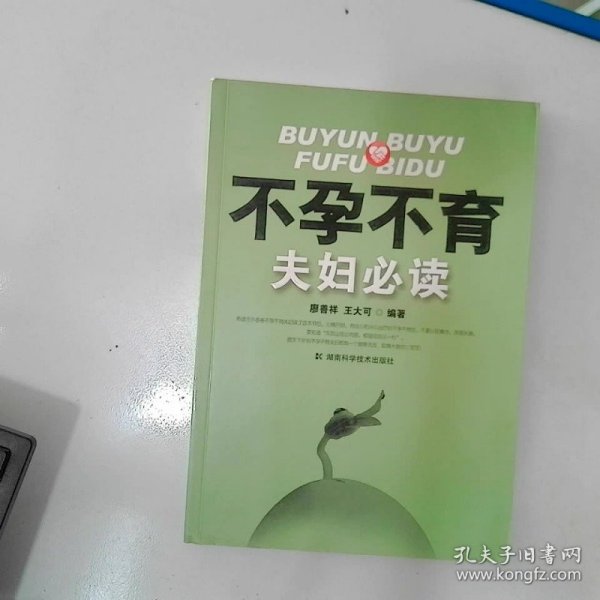 BUYUN BUYU
FUFU BIDU
不孕不育
夫妇必读
廖善祥 王大可 ◎ 编著
湖南科学技术出版社
孔夫子旧书网
www.kongfz.com